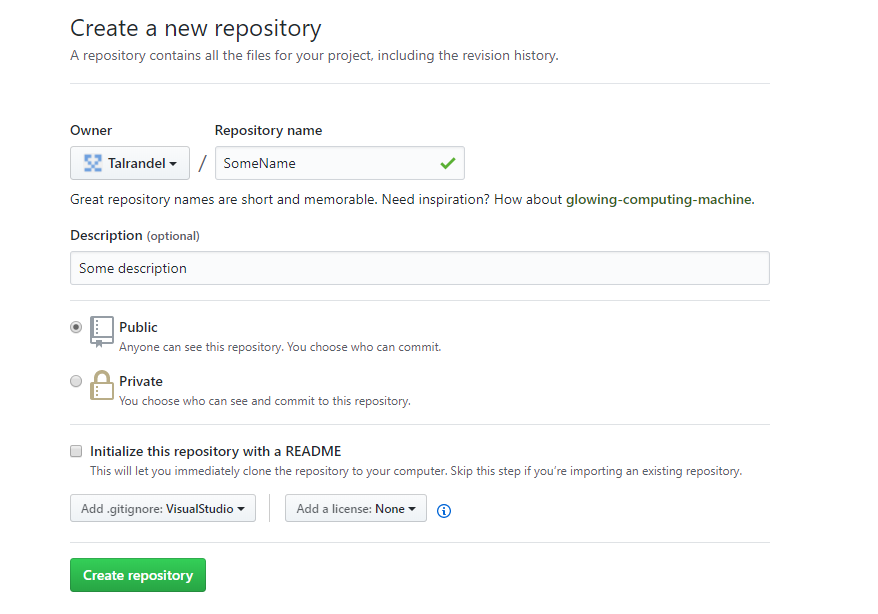 Create a new repository
A repository contains all the files for your project, including the revision history.
Owner
Repository name
Talrandel / SomeName
Great repository names are short and memorable. Need inspiration? How about glowing-computing-machine.
Description (optional)
Some description
Public
Anyone can see this repository. You choose who can commit.
Private
You choose who can see and commit to this repository.
Initialize this repository with a README
This will let you immediately clone the repository to your computer. Skip this step if you’re importing an existing repository.
Add .gitignore: VisualStudio
Add a license: None
Create repository